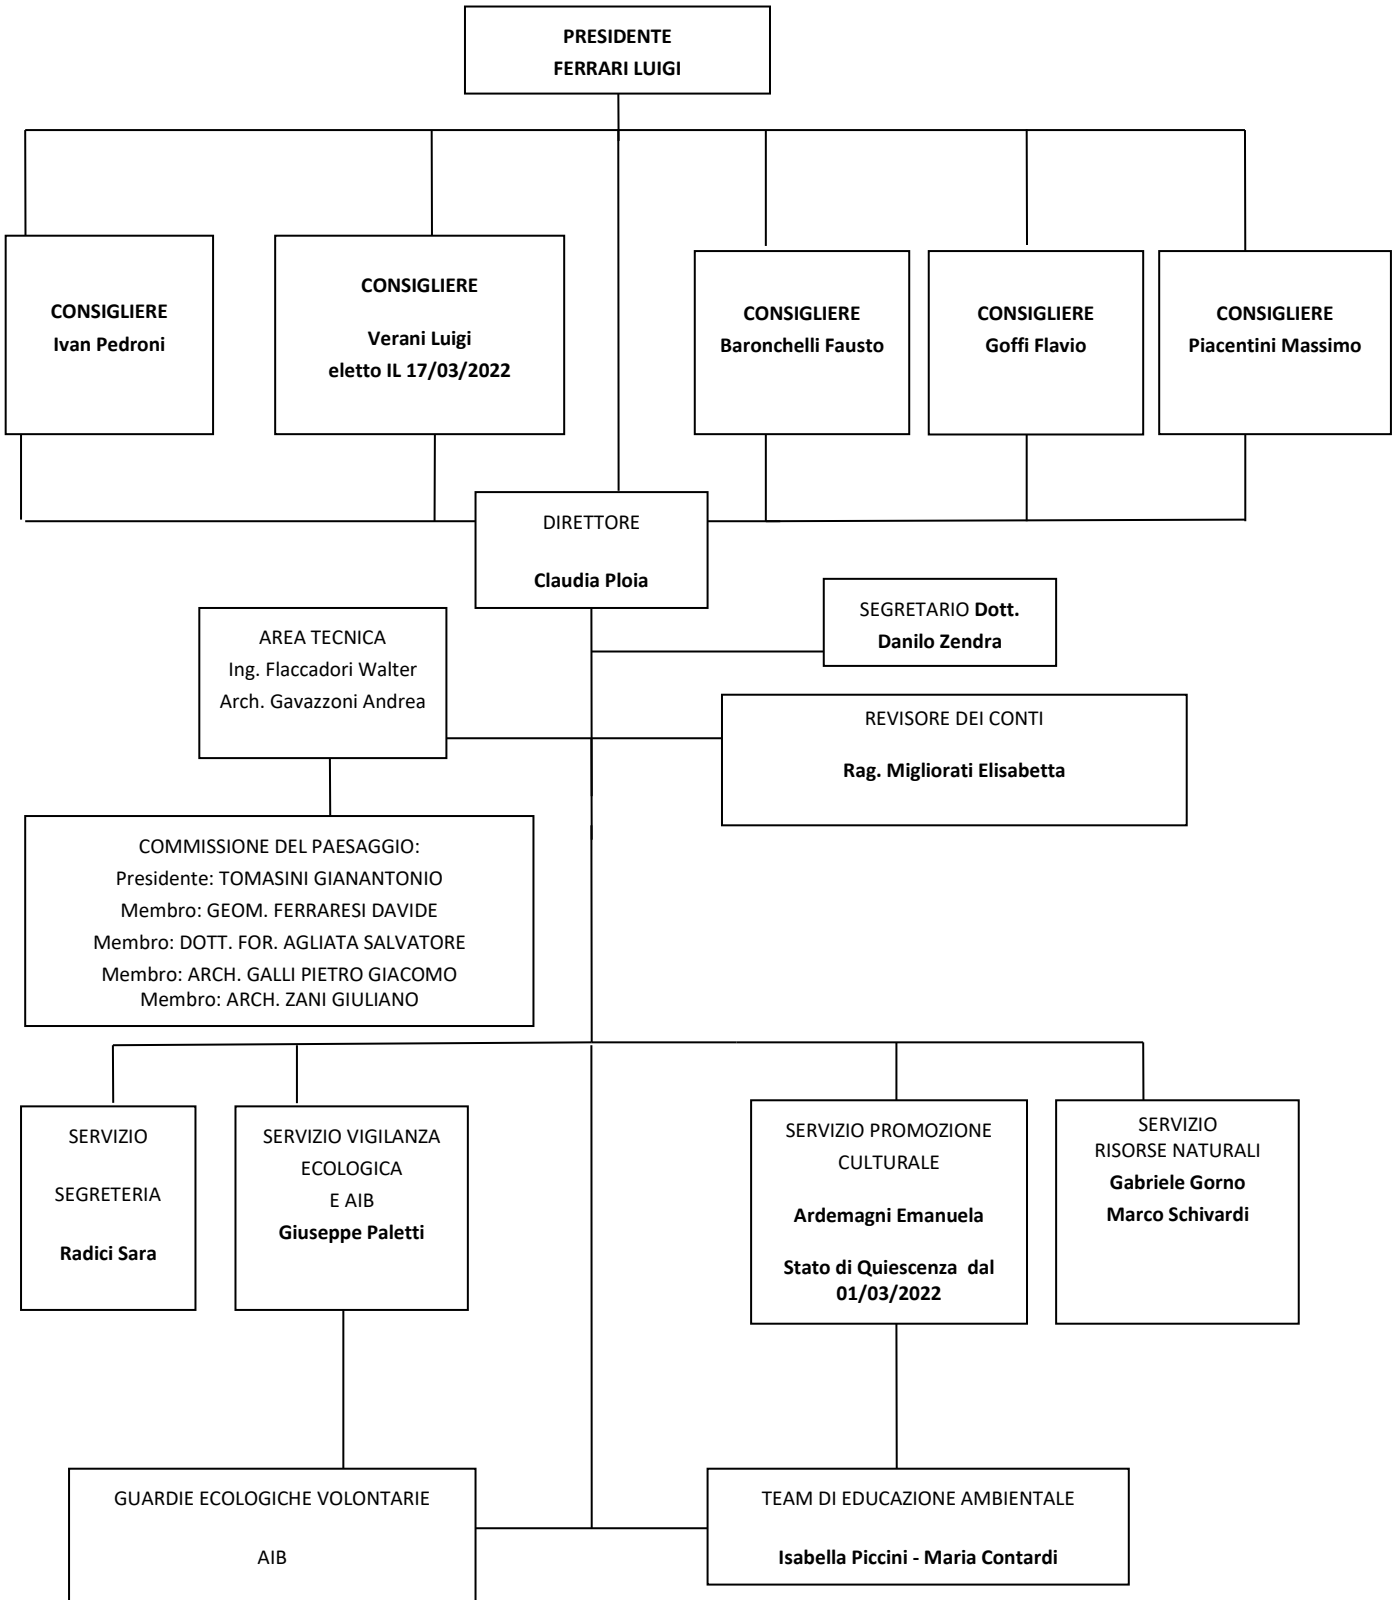 PRESIDENTE
FERRARI LUIGI
CONSIGLIERE
Ivan Pedroni
CONSIGLIERE
Verani Luigi
eletto IL 17/03/2022
CONSIGLIERE
Baronchelli Fausto
CONSIGLIERE
Goffi Flavio
CONSIGLIERE
Piacentini Massimo
DIRETTORE
Claudia Ploia
SEGRETARIO Dott.
Danilo Zendra
AREA TECNICA
Ing. Flaccadori Walter
Arch. Gavazzoni Andrea
REVISORE DEI CONTI
Rag. Migliorati Elisabetta
COMMISSIONE DEL PAESAGGIO:
Presidente: TOMASINI GIANANTONIO
Membro: GEOM. FERRARESI DAVIDE
Membro: DOTT. FOR. AGLIATA SALVATORE
Membro: ARCH. GALLI PIETRO GIACOMO
Membro: ARCH. ZANI GIULIANO
SERVIZIO
SEGRETERIA
Radici Sara
SERVIZIO VIGILANZA
ECOLOGICA
E AIB
Giuseppe Paletti
SERVIZIO PROMOZIONE
CULTURALE
Ardemagni Emanuela
Stato di Quiescenza  dal
01/03/2022
SERVIZIO
RISORSE NATURALI
Gabriele Gorno
Marco Schivardi
GUARDIE ECOLOGICHE VOLONTARIE
AIB
TEAM DI EDUCAZIONE AMBIENTALE
Isabella Piccini - Maria Contardi